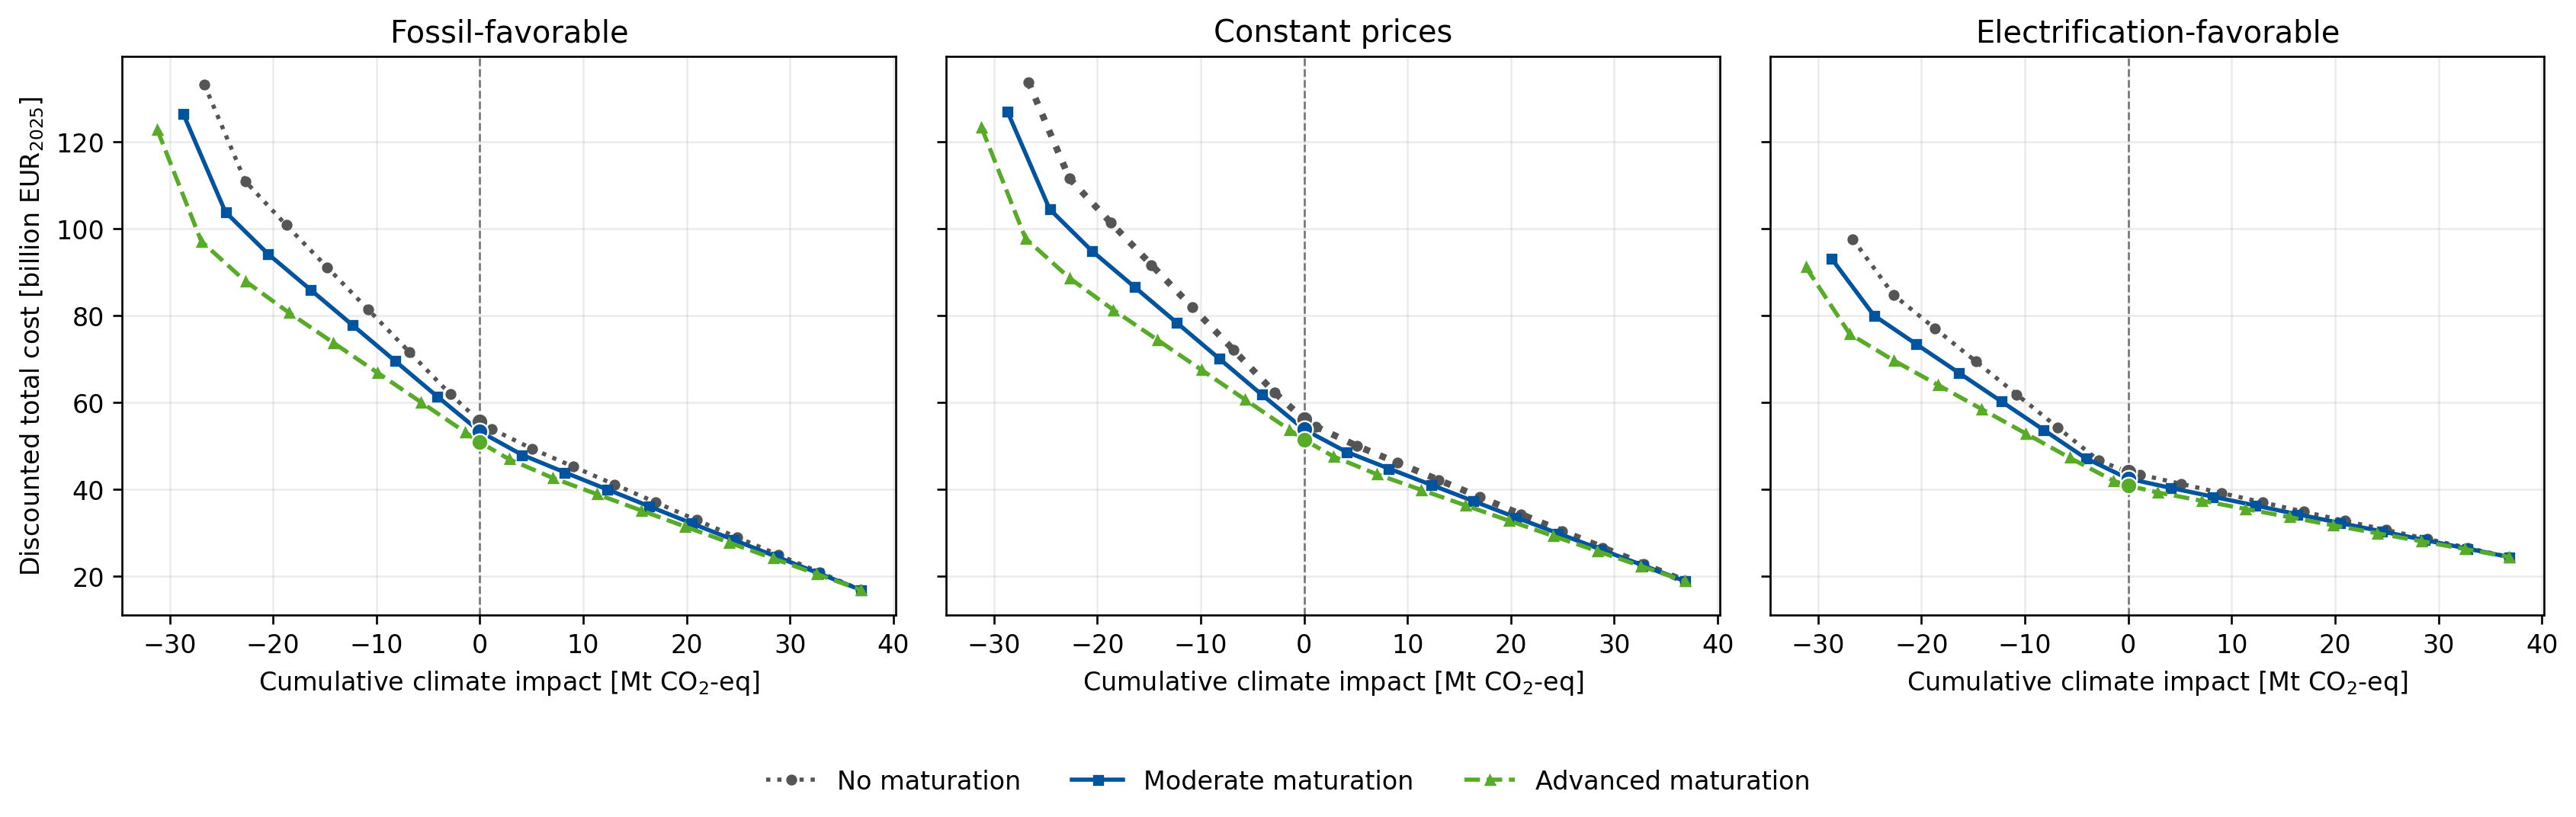 Fossil-favorable
Constant prices
Electrification-favorable
Discounted total cost [billion EUR₂₀₂₅]
120
100
80
60
40
20
−30 −20 −10 0 10 20 30 40
−30 −20 −10 0 10 20 30 40
−30 −20 −10 0 10 20 30 40
Cumulative climate impact [Mt CO₂-eq]
Cumulative climate impact [Mt CO₂-eq]
Cumulative climate impact [Mt CO₂-eq]
No maturation
Moderate maturation
Advanced maturation